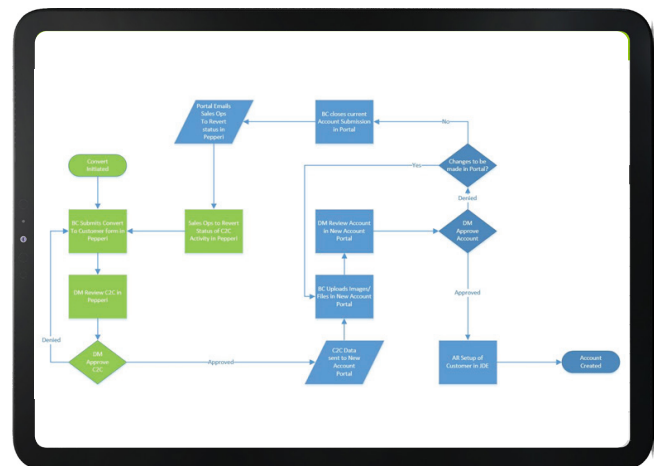 Portal Emails
Sales Ops
To Revert
status in
Pepperi
BC closes current
Account Submission
in Portal
No
Convert
Initiated
Yes
Changes to be
made in Portal?
Denied
BC Submits Convert
To Customer form in
Pepperi
Sales Ops to Revert
Status of C2C
Activity in Pepperi
DM Review Account
in New Account
Portal
DM
Approve
Account
DM Review C2C in
Pepperi
BC Uploads Images/
Files in New Account
Portal
Approved
Denied
DM
Approve
C2C
Approved
C2C Data
sent to New
Account
Portal
AR Setup of
Customer in JDE
Account
Created